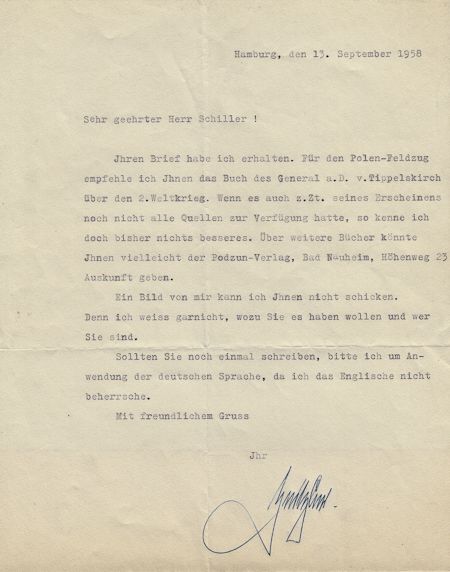 Hamburg, den 13. September 1958
Sehr geehrter Herr Schiller !
Jhren Brief habe ich erhalten. Für den Polen-Feldzug
empfehle ich Jhnen das Buch des General a.D. v.Tippelskirch
über den 2.Weltkrieg. Wenn es auch z.Zt. seines Erscheinens
noch nicht alle Quellen zur Verfügung hatte, so kenne ich
doch bisher nichts besseres. Über weitere Bücher könnte
Jhnen vielleicht der Podzun-Verlag, Bad Nauheim, Höhenweg 23
Auskunft geben.
Ein Bild von mir kann ich Jhnen nicht schicken.
Denn ich weiss garnicht, wozu Sie es haben wollen und wer
Sie sind.
Sollten Sie noch einmal schreiben, bitte ich um An-
wendung der deutschen Sprache, da ich das Englische nicht
beherrsche.
Mit freundlichem Gruss
Jhr